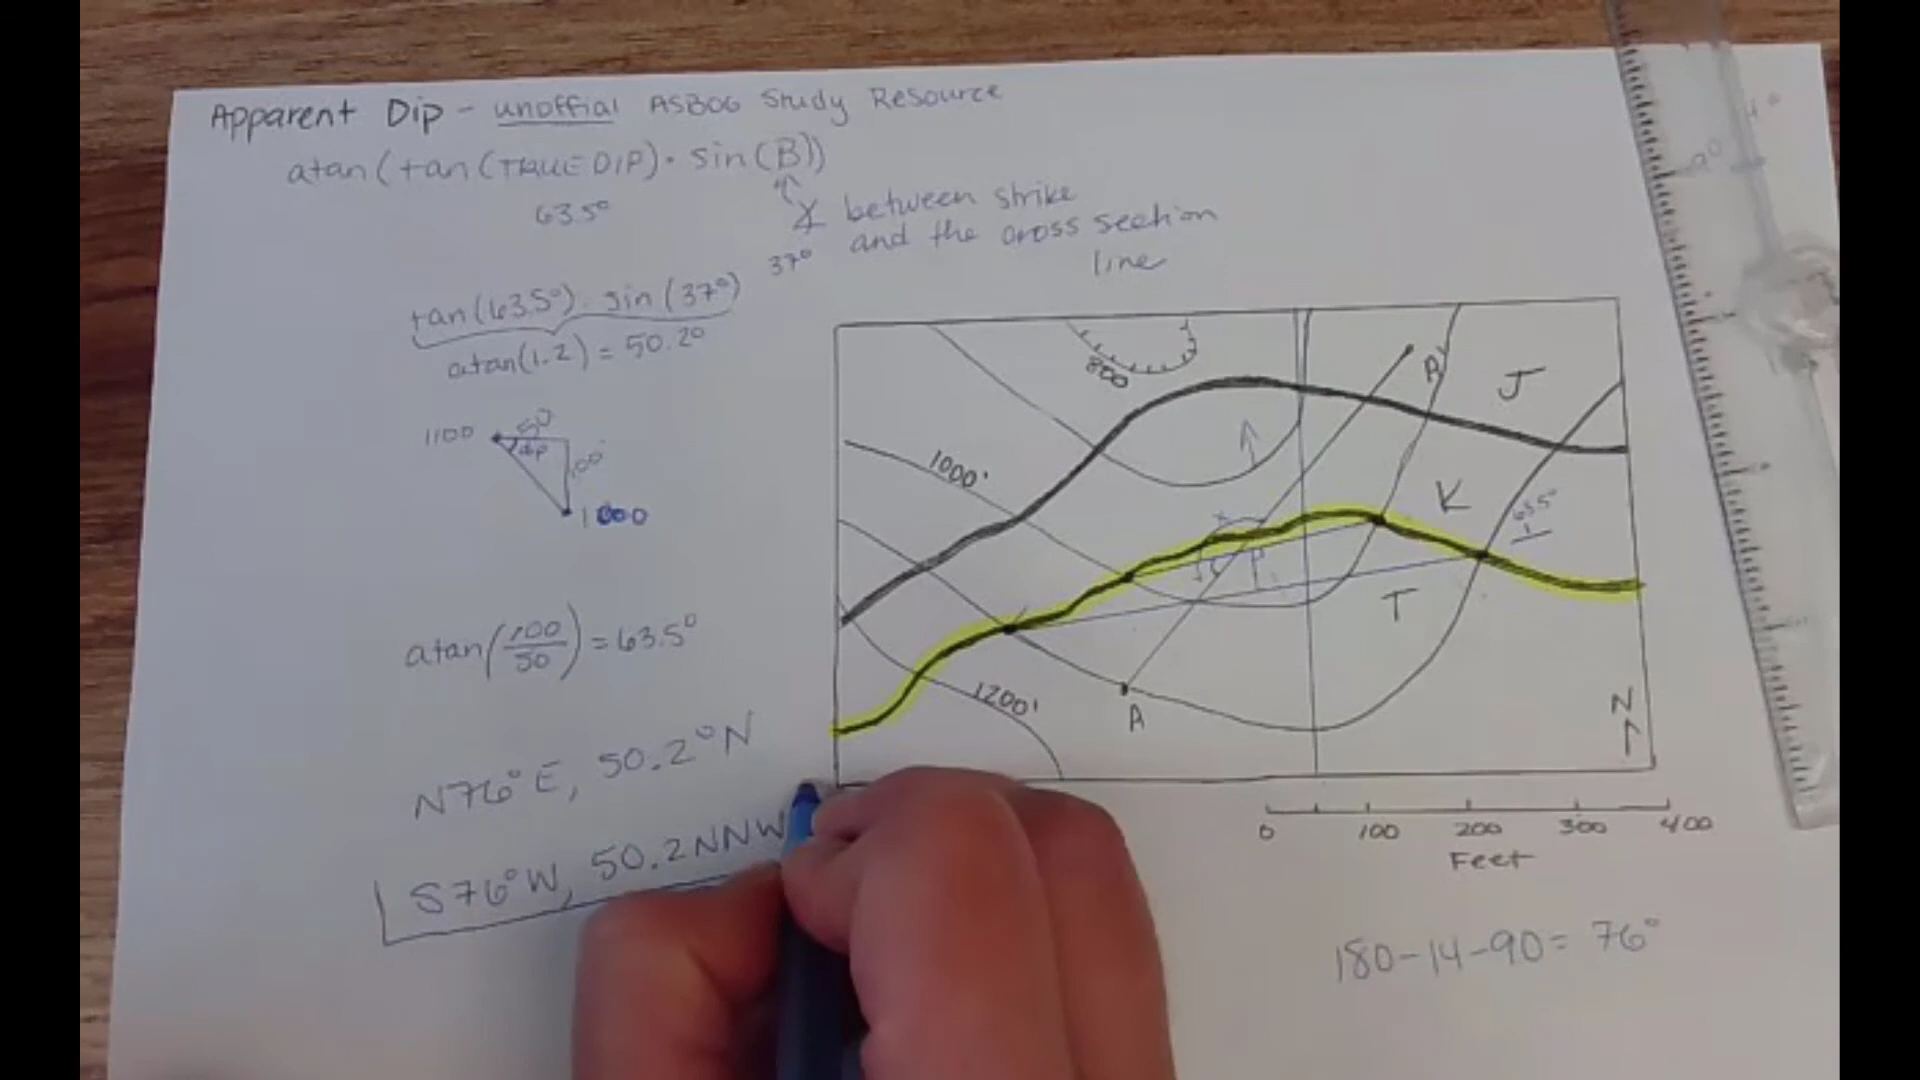 Apparent Dip - unoffial ASBOG Study Resource
atan(tan(TRUE DIP) · sin(B))
63.5°
∡ between strike
and the cross section
line
37°
tan(63.5°) · sin(37°)
atan(1.2) = 50.2°
1100
50'
dip
100'
1000
atan(100/50) = 63.5°
N76°E, 50.2°N
S76°W, 50.2NNW
800
1000'
1200'
A
A'
J
K
T
63.5°
N
0 100 200 300 400
Feet
180-14-90= 76°